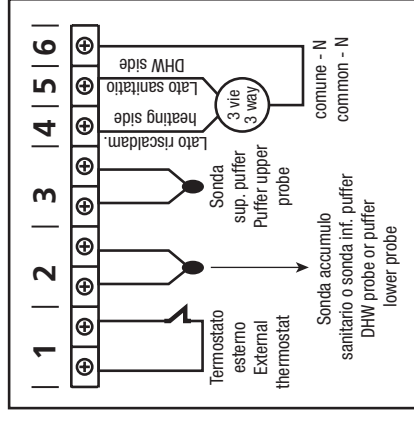 1 2 3 4 5 6
Termostato
esterno
External
thermostat
Sonda accumulo
sanitario o sonda inf. puffer
DHW probe or puffer
lower probe
Sonda
sup. puffer
Puffer upper
probe
Lato riscaldam.
heating side
Lato sanitatio
DHW side
3 vie
3 way
comune - N
common - N